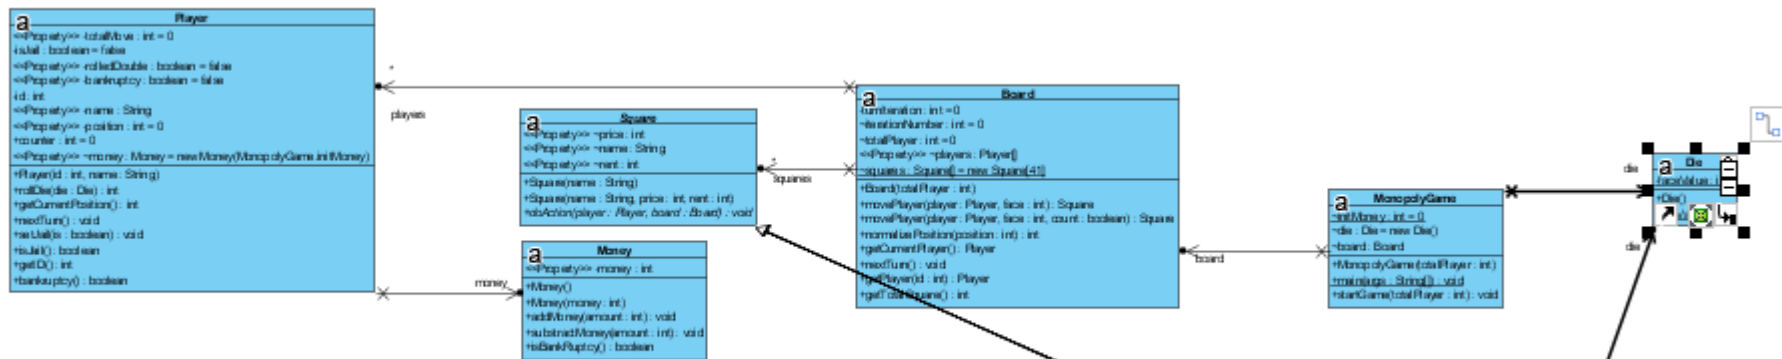 a
Player
<<Property>> -totalMove : int = 0
-isJail : boolean = false
<<Property>> -rolledDouble : boolean = false
<<Property>> -bankruptcy : boolean = false
-id : int
<<Property>> -name : String
<<Property>> -position : int = 0
+counter : int = 0
<<Property>> ~money : Money = new Money(MonopolyGame.initMoney)
+Player(id : int, name : String)
+rollDie(die : Die) : int
+getCurrentPosition() : int
+nextTurn() : void
+setJail(is : boolean) : void
+isJail() : boolean
+getID() : int
+bankruptcy() : boolean
*
players
a
Square
<<Property>> ~price : int
<<Property>> ~name : String
<<Property>> ~rent : int
+Square(name : String)
+Square(name : String, price : int, rent : int)
+doAction(player : Player, board : Board) : void
*
squares
a
Money
<<Property>> -money : int
+Money()
+Money(money : int)
+addMoney(amount : int) : void
+substractMoney(amount : int) : void
+isBankRuptcy() : boolean
money
a
Board
: int = 0
~iterationNumber : int = 0
~totalPlayer : int = 0
<<Property>> ~players : Player[]
~squares : Square[] = new Square[41]
+Board(totalPlayer : int)
+movePlayer(player : Player, face : int) : Square
+movePlayer(player : Player, face : int, count : boolean) : Square
+normalizePosition(position : int) : int
+getCurrentPlayer() : Player
+nextTurn() : void
+getPlayer(id : int) : Player
+getTotalSquare() : int
board
a
MonopolyGame
~initMoney : int = 0
~die : Die = new Die()
~board : Board
+MonopolyGame(totalPlayer : int)
+main(args : String[]) : void
+startGame(totalPlayer : int) : void
die
a
Die
-faceValue : i
+Die()
die